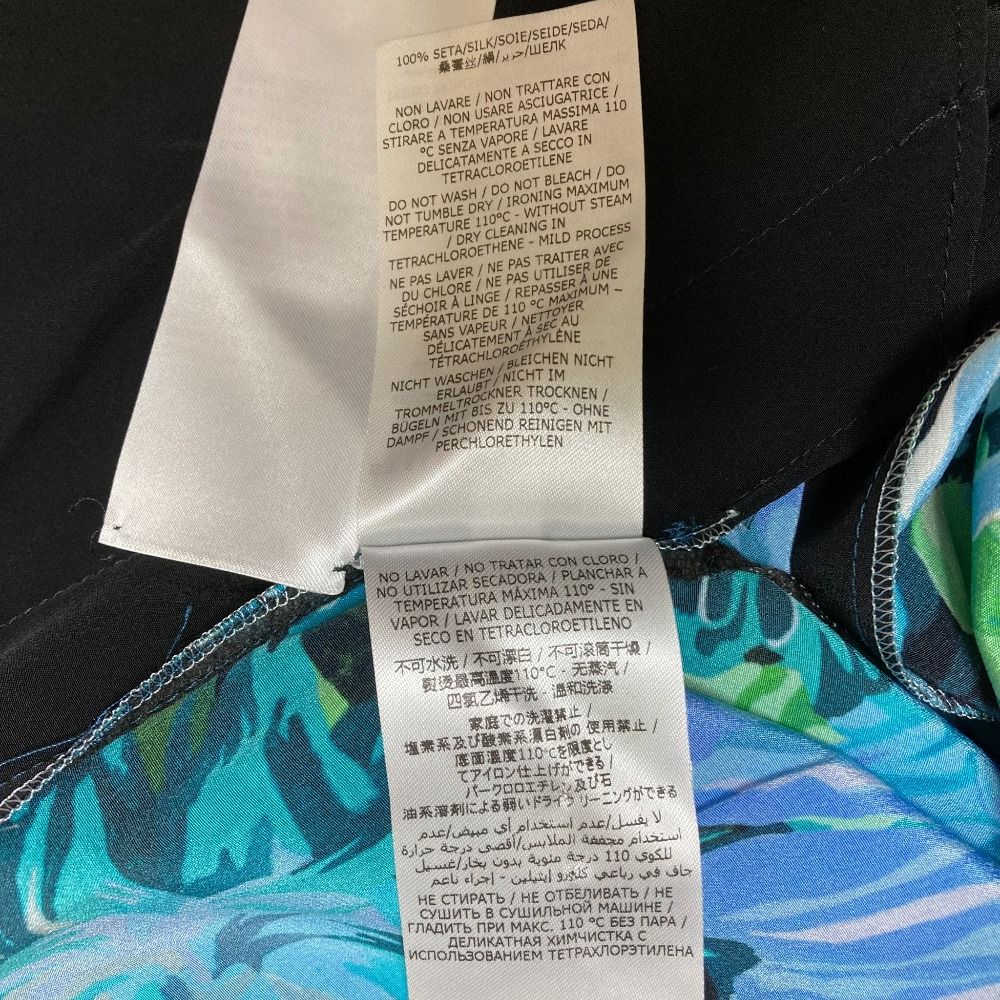 100% SETA/SILK/SOIE/SEIDE/SEDA/
桑蚕丝/絹/حرير/ШЕЛК
NON LAVARE / NON TRATTARE CON
CLORO / NON USARE ASCIUGATRICE /
STIRARE A TEMPERATURA MASSIMA 110
°C SENZA VAPORE / LAVARE
DELICATAMENTE A SECCO IN
TETRACLOROETILENE
DO NOT WASH / DO NOT BLEACH / DO
NOT TUMBLE DRY / IRONING MAXIMUM
TEMPERATURE 110°C - WITHOUT STEAM
/ DRY CLEANING IN
TETRACHLOROETHENE - MILD PROCESS
NE PAS LAVER / NE PAS TRAITER AVEC
DU CHLORE / NE PAS UTILISER DE
SÉCHOIR À LINGE / REPASSER À UNE
TEMPÉRATURE DE 110 °C MAXIMUM –
SANS VAPEUR / NETTOYER
DÉLICATEMENT À SEC AU
TÉTRACHLOROÉTHYLÈNE
NICHT WASCHEN / BLEICHEN NICHT
ERLAUBT / NICHT IM
TROMMELTROCKNER TROCKNEN /
BÜGELN MIT BIS ZU 110°C - OHNE
DAMPF / SCHONEND REINIGEN MIT
PERCHLORETHYLEN
NO LAVAR / NO TRATAR CON CLORO /
NO UTILIZAR SECADORA / PLANCHAR A
TEMPERATURA MÁXIMA 110° - SIN
VAPOR / LAVAR DELICADAMENTE EN
SECO EN TETRACLOROETILENO
不可水洗 / 不可漂白 / 不可滚筒干燥 /
熨烫最高温度110°C - 无蒸汽 /
四氯乙烯干洗 - 温和洗涤
家庭での洗濯禁止 /
塩素系及び酸素系漂白剤の 使用禁止 /
底面温度110℃を限度とし
てアイロン仕上げができる /
パークロロエチレン及び石
油系溶剤による弱いドライクリーニングができる
لا يغسل/عدم استخدام أي مبيض/عدم
استخدام مجففة الملابس/أقصى درجة حرارة
للكوي 110 درجة مئوية بدون بخار/غسيل
جاف في رباعي كلورو إيثيلين - إجراء ناعم
НЕ СТИРАТЬ / НЕ ОТБЕЛИВАТЬ / НЕ
СУШИТЬ В СУШИЛЬНОЙ МАШИНЕ /
ГЛАДИТЬ ПРИ МАКС. 110 °C БЕЗ ПАРА /
ДЕЛИКАТНАЯ ХИМЧИСТКА С
ИСПОЛЬЗОВАНИЕМ ТЕТРАХЛОРЭТИЛЕНА